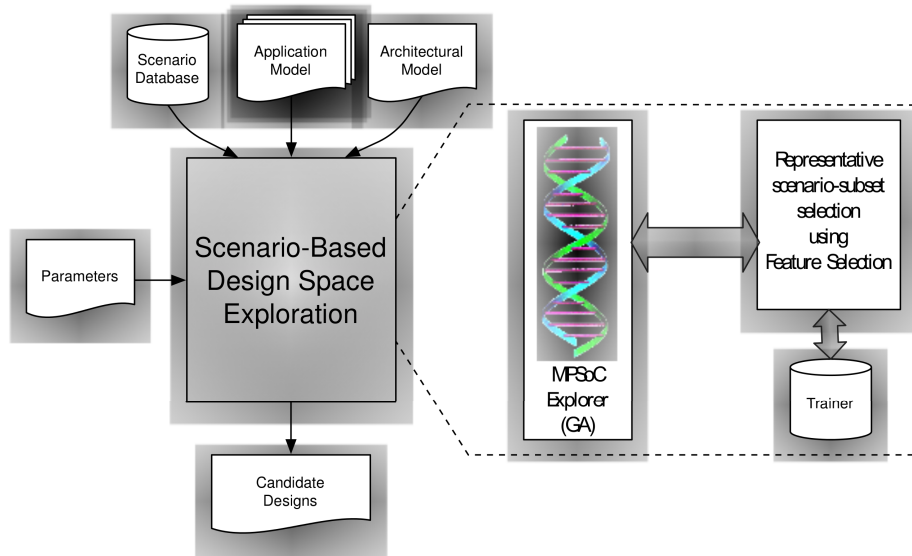 Scenario
Database
Application
Model
Architectural
Model
Parameters
Scenario-Based
Design Space
Exploration
Candidate
Designs
MPSoC
Explorer
(GA)
Representative
scenario-subset
selection
using
Feature Selection
Trainer